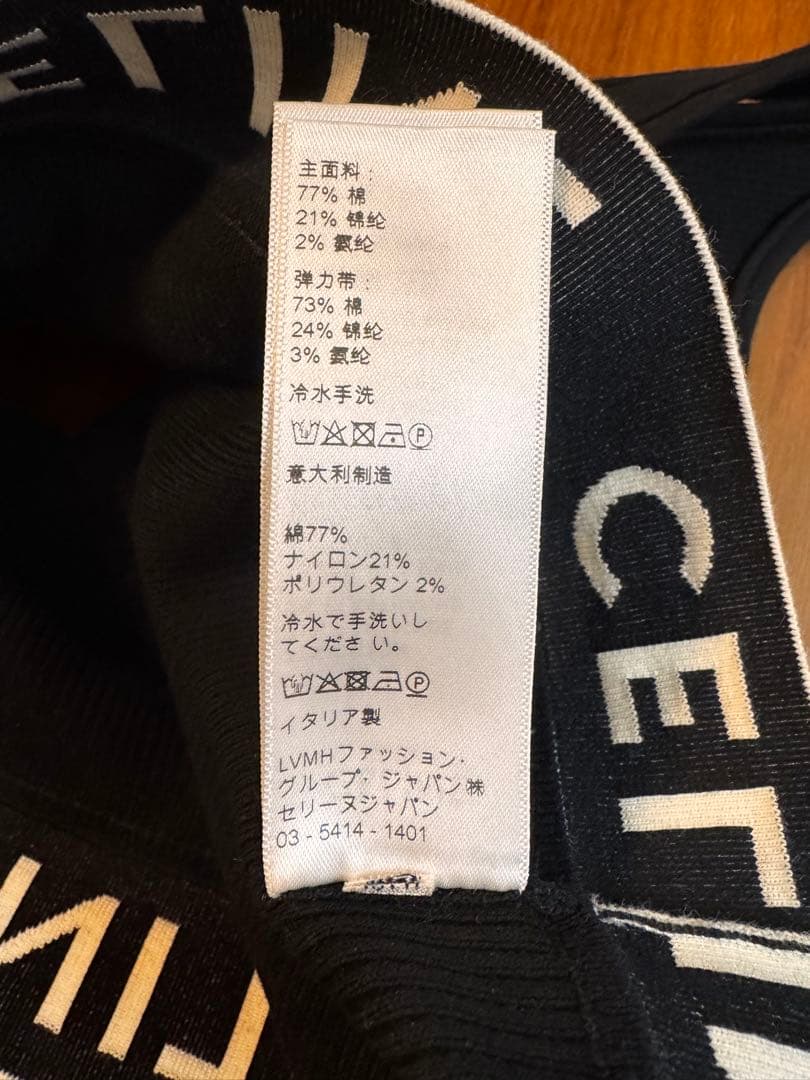 主面料：
77% 棉
21% 锦纶
2% 氨纶
弹力带：
73% 棉
24% 锦纶
3% 氨纶
冷水手洗
P
意大利制造
綿77%
ナイロン21%
ポリウレタン 2%
冷水で手洗いし
てくださ い。
P
イタリア製
LVMHファッション・
グループ・ジャパン㈱
セリーヌジャパン
03 - 5414 - 1401
CEL